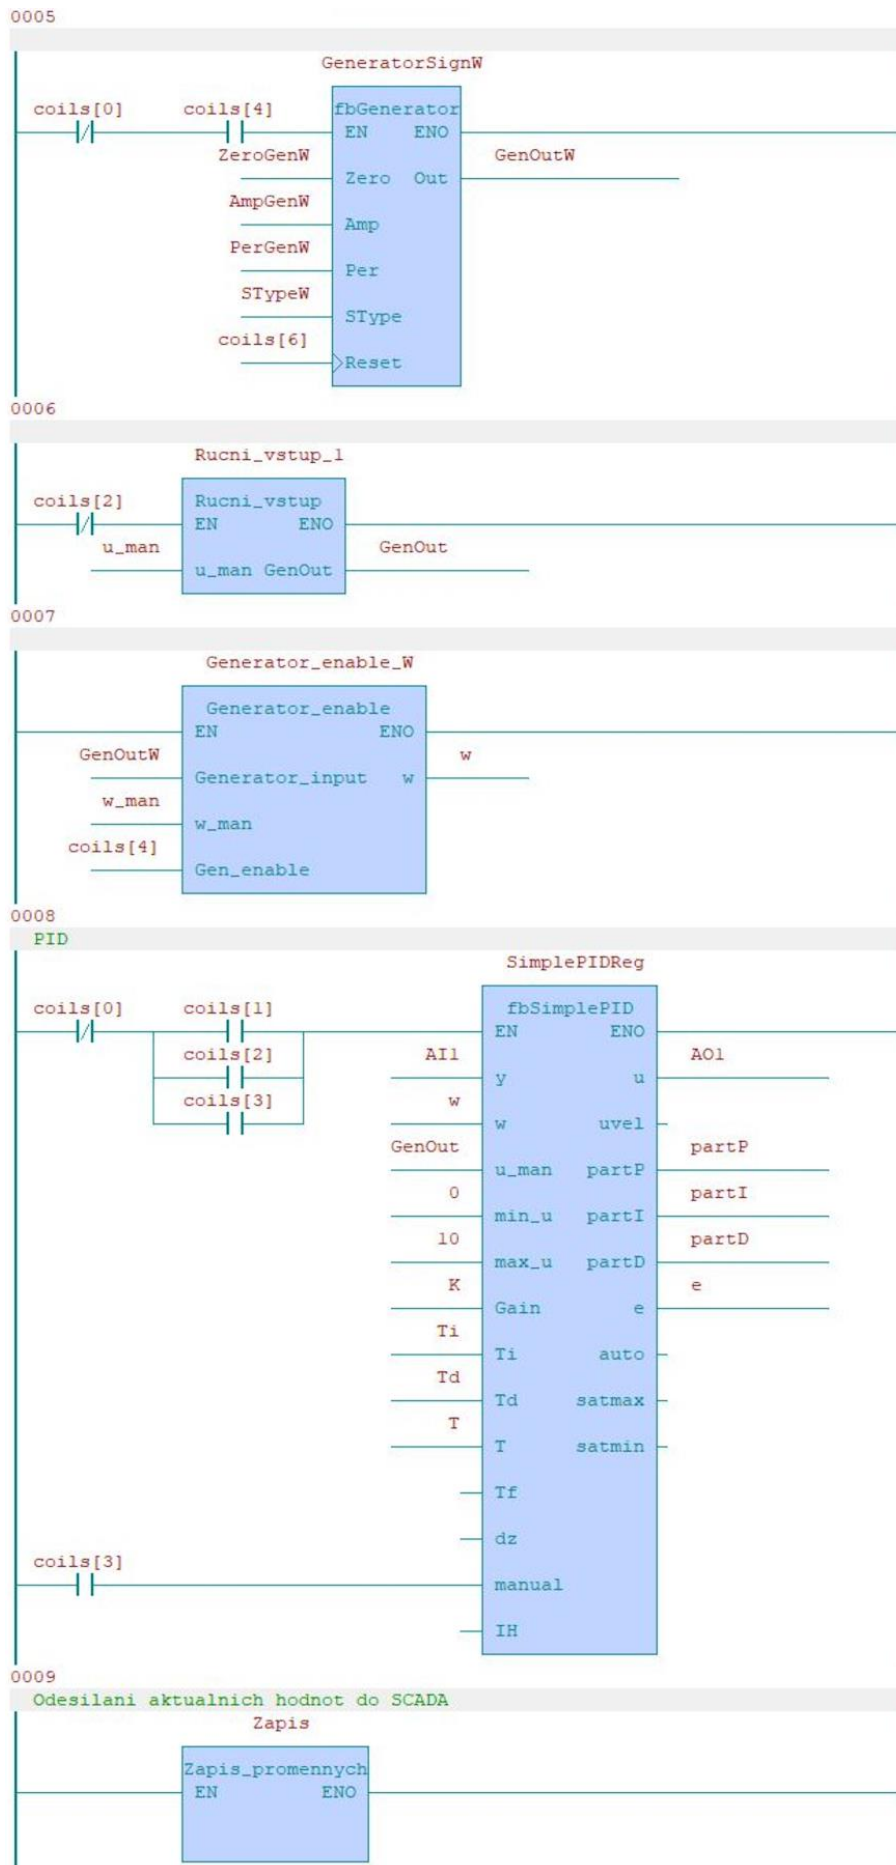 0005
GeneratorSignW
coils[0] coils[4] fbGenerator
EN ENO
ZeroGenW GenOutW
Zero Out
AmpGenW
Amp
PerGenW
Per
STypeW
SType
coils[6]
Reset
0006
Rucni_vstup_1
coils[2] Rucni_vstup
EN ENO
u_man GenOut
u_man GenOut
0007
Generator_enable_W
Generator_enable
EN ENO
GenOutW w
Generator_input w
w_man
w_man
coils[4]
Gen_enable
0008
PID
SimplePIDReg
coils[0] coils[1] fbSimplePID
EN ENO
coils[2] AI1 AO1
y u
coils[3] w
w uvel
GenOut partP
u_man partP
0 partI
min_u partI
10 partD
max_u partD
K e
Gain e
Ti
Ti auto
Td
Td satmax
T
T satmin
Tf
dz
coils[3]
manual
IH
0009
Odesilani aktualnich hodnot do SCADA
Zapis
Zapis_promennych
EN ENO